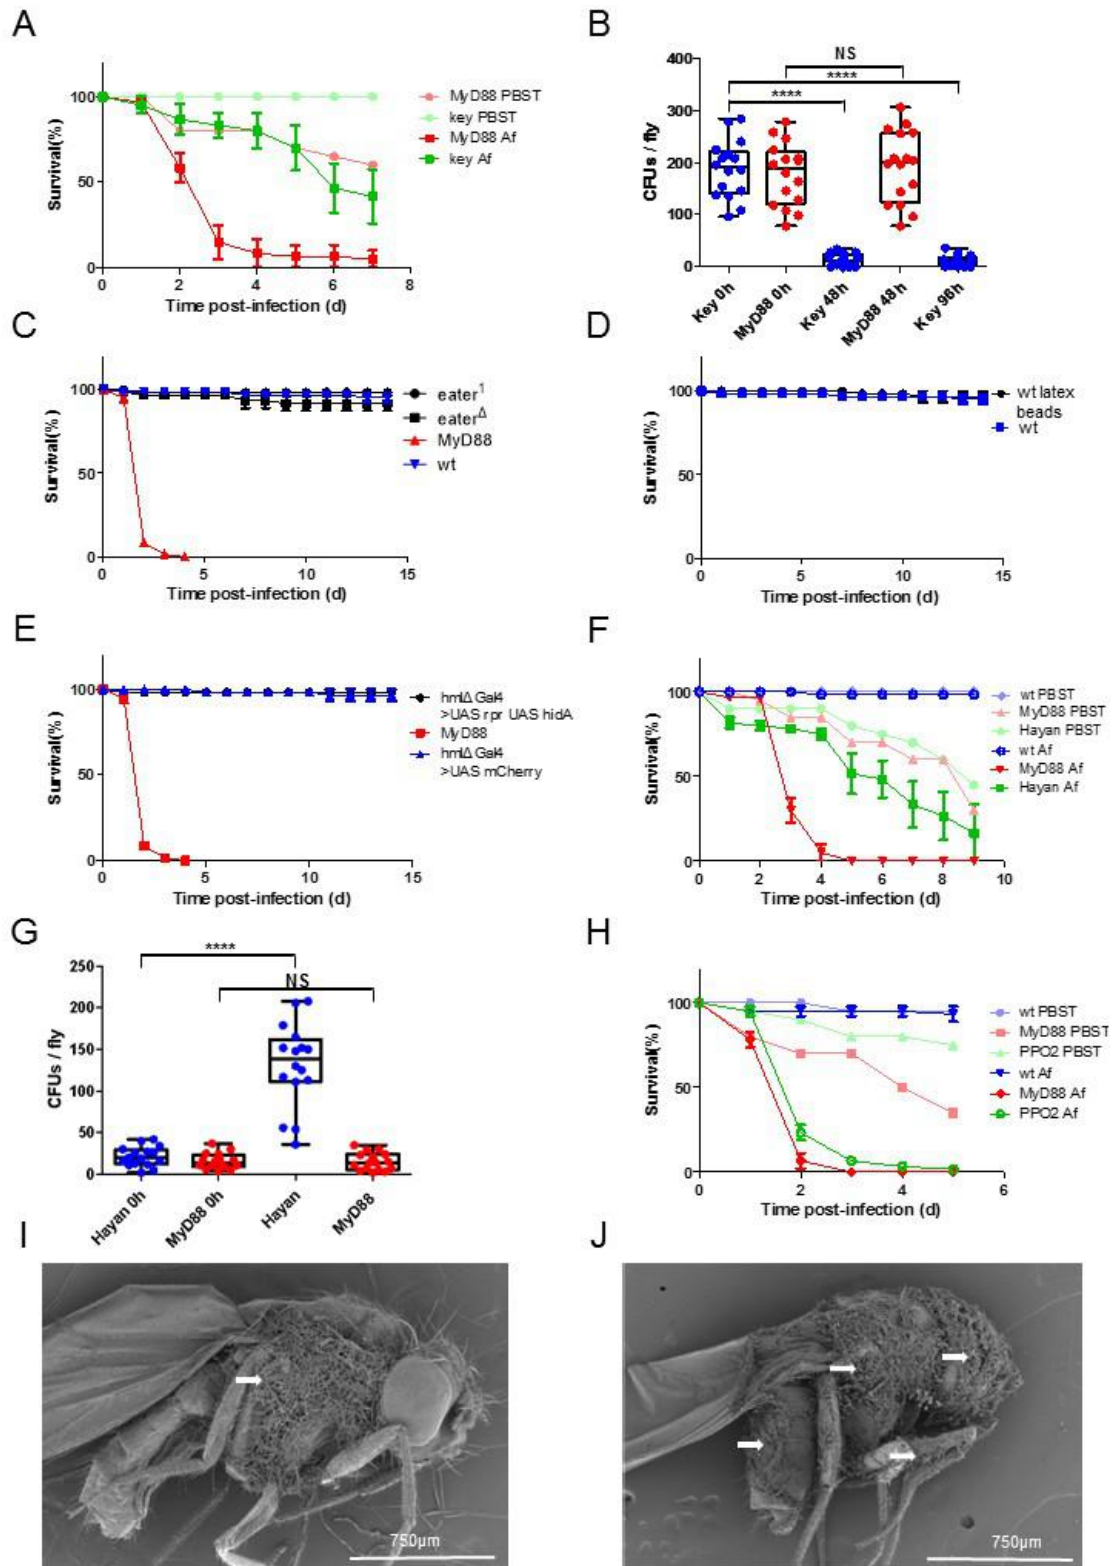 A
Survival(%)
100
50
0
0 2 4 6 8
Time post-infection (d)
MyD88 PBST
key PBST
MyD88 Af
key Af
B
NS
****
****
CFUs / fly
400
300
200
100
0
Key 0h
MyD88 0h
Key 48h
MyD88 48h
Key 96h
C
Survival(%)
100
50
0
0 5 10 15
Time post-infection (d)
eater1
eaterΔ
MyD88
wt
D
Survival(%)
100
50
0
0 5 10 15
Time post-infection (d)
wt latex
beads
wt
E
Survival(%)
100
50
0
0 5 10 15
Time post-infection (d)
hmlΔ Gal4
>UAS rpr UAS hidA
MyD88
hmlΔ Gal4
>UAS mCherry
F
Survival(%)
100
50
0
0 2 4 6 8 10
Time post-infection (d)
wt PBST
MyD88 PBST
Hayan PBST
wt Af
MyD88 Af
Hayan Af
G
****
NS
CFUs / fly
250
200
150
100
50
0
Hayan 0h
MyD88 0h
Hayan
MyD88
H
Survival(%)
100
50
0
0 2 4 6
Time post-infection (d)
wt PBST
MyD88 PBST
PPO2 PBST
wt Af
MyD88 Af
PPO2 Af
I
750µm
J
750µm